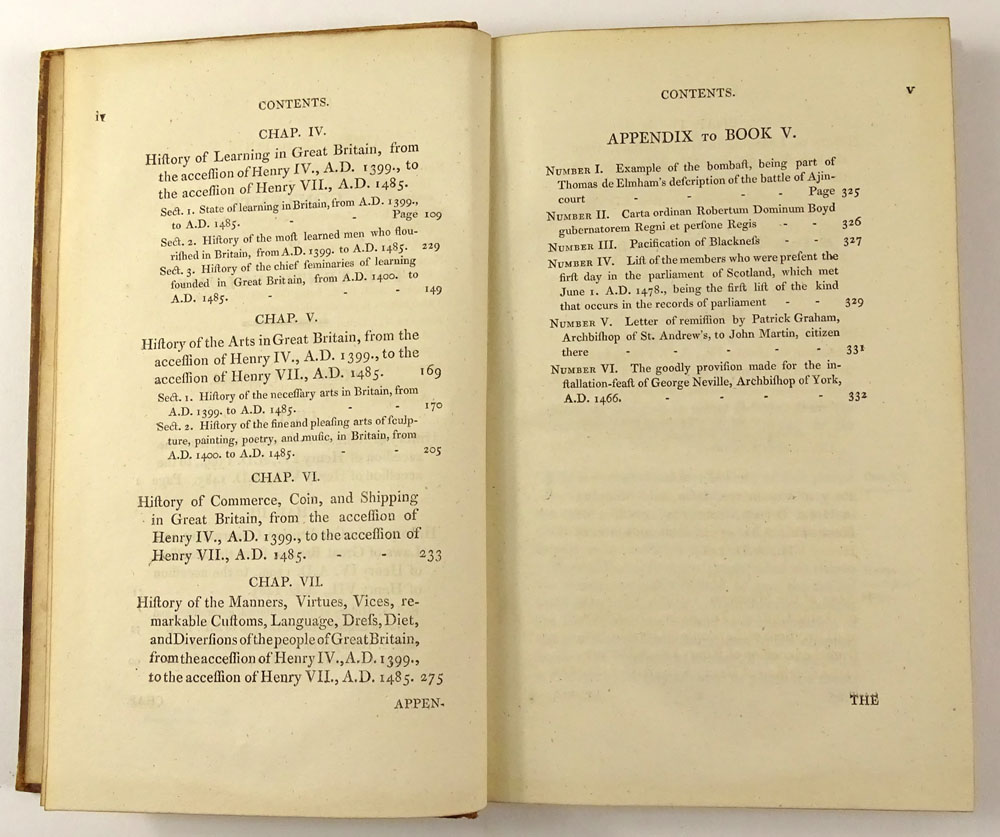 iv
CONTENTS.
CHAP. IV.
Hiſtory of Learning in Great Britain, from
the acceſſion of Henry IV., A.D. 1399., to
the acceſſion of Henry VII., A.D. 1485.
Sect. 1. State of learning in Britain, from A.D. 1399.,
to A.D. 1485. - - Page 109
Sect. 2. Hiſtory of the moſt learned men who flou-
riſhed in Britain, from A.D. 1399. to A.D. 1485. 229
Sect. 3. Hiſtory of the chief ſeminaries of learning
founded in Great Britain, from A.D. 1400. to
A.D. 1485. - - - 149
CHAP. V.
Hiſtory of the Arts in Great Britain, from the
acceſſion of Henry IV., A.D. 1399., to the
acceſſion of Henry VII., A.D. 1485. 169
Sect. 1. Hiſtory of the neceſſary arts in Britain, from
A.D. 1399. to A.D. 1485. - - 170
Sect. 2. Hiſtory of the fine and pleaſing arts of ſculp-
ture, painting, poetry, and muſic, in Britain, from
A.D. 1400. to A.D. 1485. - - 205
CHAP. VI.
Hiſtory of Commerce, Coin, and Shipping
in Great Britain, from the acceſſion of
Henry IV., A.D. 1399., to the acceſſion of
Henry VII., A.D. 1485. - - 233
CHAP. VII.
Hiſtory of the Manners, Virtues, Vices, re-
markable Cuſtoms, Language, Dreſs, Diet,
and Diverſions of the people of Great Britain,
from the acceſſion of Henry IV., A.D. 1399.,
to the acceſſion of Henry VII., A.D. 1485. 275
APPEN-
CONTENTS.
v
APPENDIX TO BOOK V.
NUMBER I. Example of the bombaſt, being part of
Thomas de Elmham's deſcription of the battle of Ajin-
court - - - - Page 325
NUMBER II. Carta ordinan Robertum Dominum Boyd
gubernatorem Regni et perſone Regis - - 326
NUMBER III. Pacification of Blackneſs - - 327
NUMBER IV. Liſt of the members who were preſent the
firſt day in the parliament of Scotland, which met
June 1. A.D. 1478., being the firſt liſt of the kind
that occurs in the records of parliament - - 329
NUMBER V. Letter of remiſſion by Patrick Graham,
Archbiſhop of St. Andrew's, to John Martin, citizen
there - - - - - - 331
NUMBER VI. The goodly proviſion made for the in-
ſtallation-feaſt of George Neville, Archbiſhop of York,
A.D. 1466. - - - - 332
THE